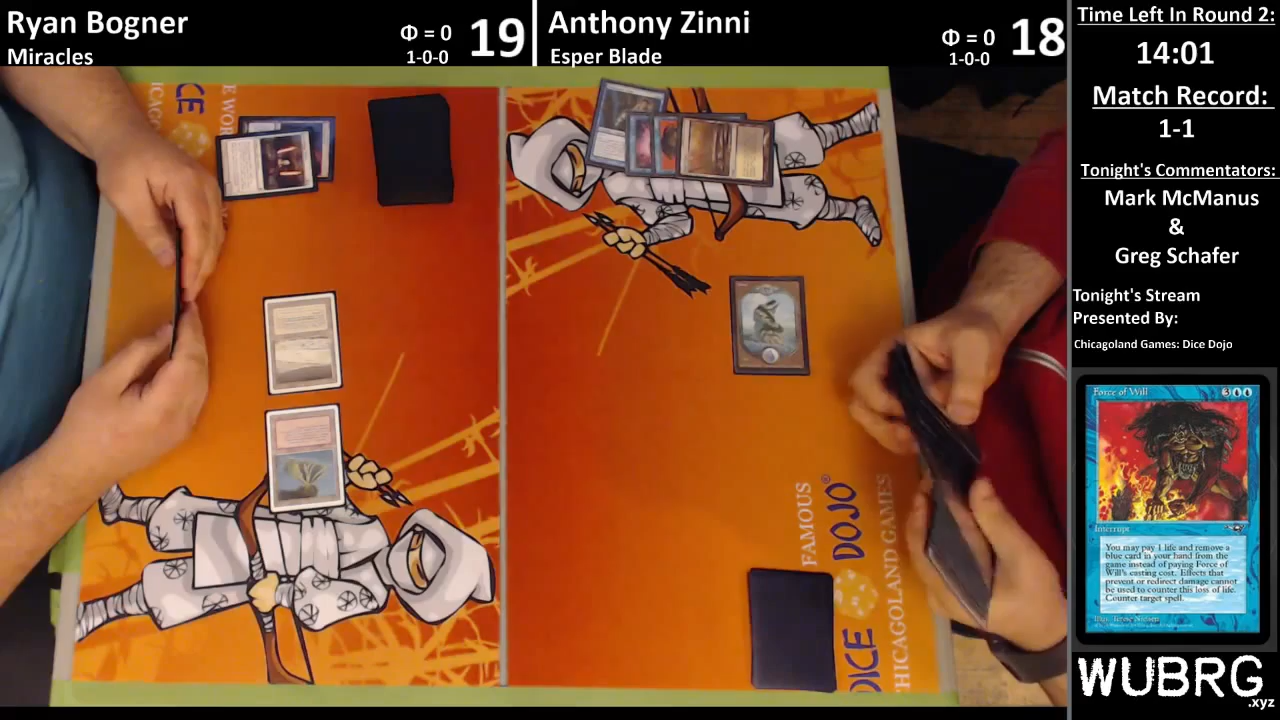 Ryan Bogner
Miracles
Φ = 0
1-0-0
19
Anthony Zinni
Esper Blade
Φ = 0
1-0-0
18
Time Left In Round 2:
14:01
Match Record:
1-1
Tonight's Commentators:
Mark McManus
&
Greg Schafer
Tonight's Stream
Presented By:
Chicagoland Games: Dice Dojo
Force of Will 3
Interrupt
You may pay 1 life and remove a
blue card in your hand from the
game instead of paying Force of
Will's casting cost. Effects that
prevent or redirect damage cannot
be used to counter this loss of life.
Counter target spell.
Illus. Terese Nielsen
WUBRG
.xyz
FAMOUS
DICE DOJO®
CHICAGOLAND GAMES